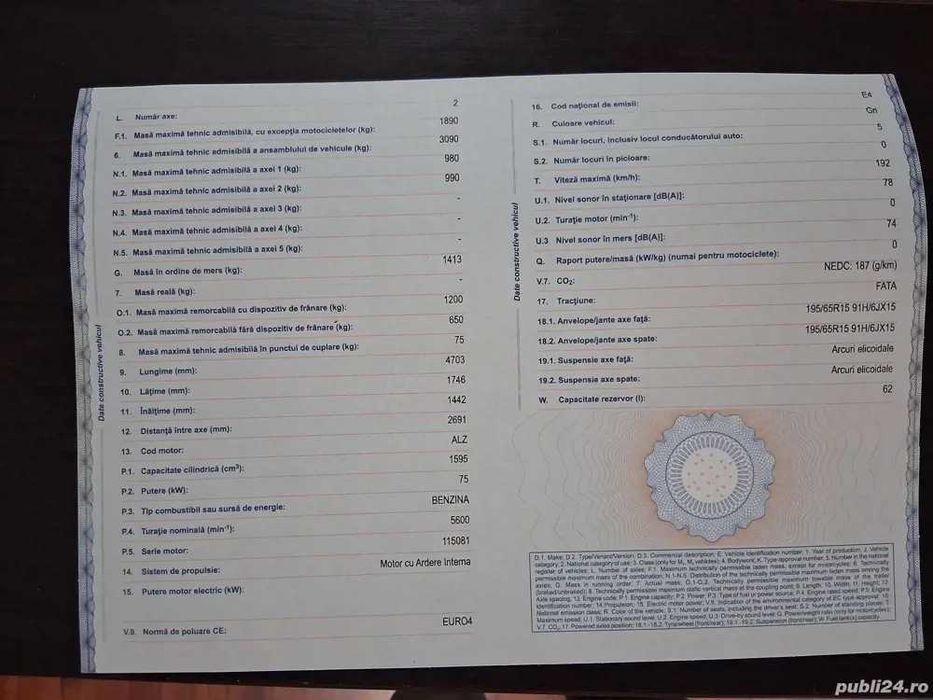 Date constructive vehicul
L. Număr axe: 2
F.1. Masă maximă tehnic admisibilă, cu excepția motocicletelor (kg): 1890
6. Masă maximă tehnic admisibilă a ansamblului de vehicule (kg): 3090
N.1. Masă maximă tehnic admisibilă a axei 1 (kg): 980
N.2. Masă maximă tehnic admisibilă a axei 2 (kg): 990
N.3. Masă maximă tehnic admisibilă a axei 3 (kg): -
N.4. Masă maximă tehnic admisibilă a axei 4 (kg): -
N.5. Masă maximă tehnic admisibilă a axei 5 (kg): -
G. Masă în ordine de mers (kg): 1413
7. Masă reală (kg): -
O.1. Masă maximă remorcabilă cu dispozitiv de frânare (kg): 1200
O.2. Masă maximă remorcabilă fără dispozitiv de frânare (kg): 650
8. Masă maximă tehnic admisibilă în punctul de cuplare (kg): 75
9. Lungime (mm): 4703
10. Lățime (mm): 1746
11. Înălțime (mm): 1442
12. Distanță între axe (mm): 2691
13. Cod motor: ALZ
P.1. Capacitate cilindrică (cm³): 1595
P.2. Putere (kW): 75
P.3. Tip combustibil sau sursă de energie: BENZINA
P.4. Turație nominală (min⁻¹): 5600
P.5. Serie motor: 115081
14. Sistem de propulsie: Motor cu Ardere Interna
15. Putere motor electric (kW):
V.9. Normă de poluare CE: EURO4
Date constructive vehicul
16. Cod național de emisii: E4
R. Culoare vehicul: Gri
S.1. Număr locuri, inclusiv locul conducătorului auto: 5
S.2. Număr locuri în picioare: 0
T. Viteză maximă (km/h): 192
U.1. Nivel sonor în staționare [dB(A)]: 78
U.2. Turație motor (min⁻¹): 0
U.3 Nivel sonor în mers [dB(A)]: 74
Q. Raport putere/masă (kW/kg) (numai pentru motociclete): 0
V.7. CO₂: NEDC: 187 (g/km)
17. Tracțiune: FATA
18.1. Anvelope/jante axe față: 195/65R15 91H/6JX15
18.2. Anvelope/jante axe spate: 195/65R15 91H/6JX15
19.1. Suspensie axe față: Arcuri elicoidale
19.2. Suspensie axe spate: Arcuri elicoidale
W. Capacitate rezervor (l): 62
publi24.ro